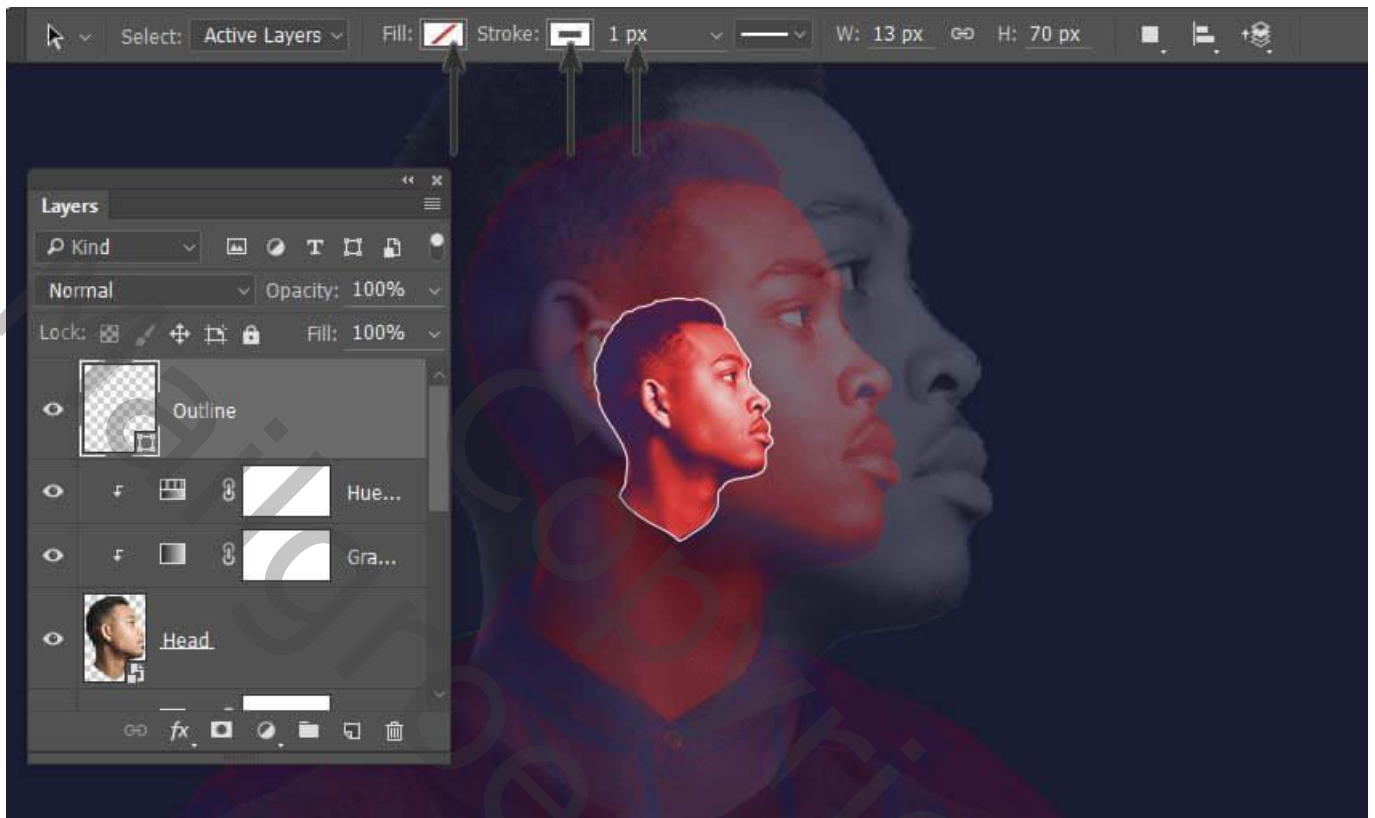 Select: Active Layers Fill: Stroke: 1 px W: 13 px H: 70 px
Layers
Kind
Normal Opacity: 100%
Lock: Fill: 100%
Outline
Hue...
Gra...
Head
fx